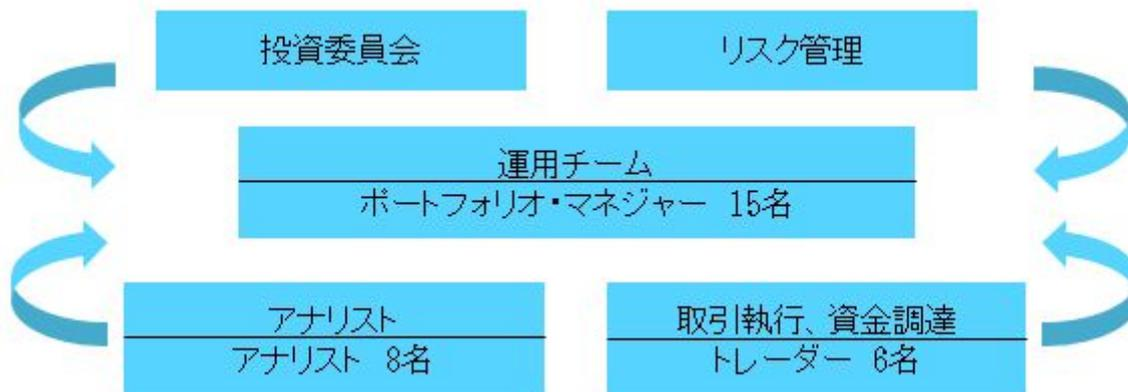 投資委員会
リスク管理
運用チーム
ポートフォリオ・マネジャー 15名
アナリスト
アナリスト 8名
取引執行、資金調達
トレーダー 6名